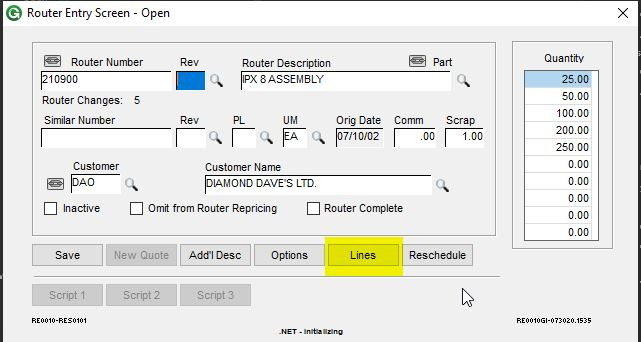 Router Entry Screen - Open
Router Number Rev Router Description Part
210900 IPX 8 ASSEMBLY
Router Changes: 5
Similar Number Rev PL UM Orig Date Comm Scrap
EA 07/10/02 .00 1.00
Customer Customer Name
DAO DIAMOND DAVE'S LTD.
Inactive Omit from Router Repricing Router Complete
Quantity
25.00
50.00
100.00
200.00
250.00
0.00
0.00
0.00
0.00
0.00
Save New Quote Add'l Desc Options Lines Reschedule
Script 1 Script 2 Script 3
RE0010-RES0101 RE0010GI-073020.1535
.NET - Initializing